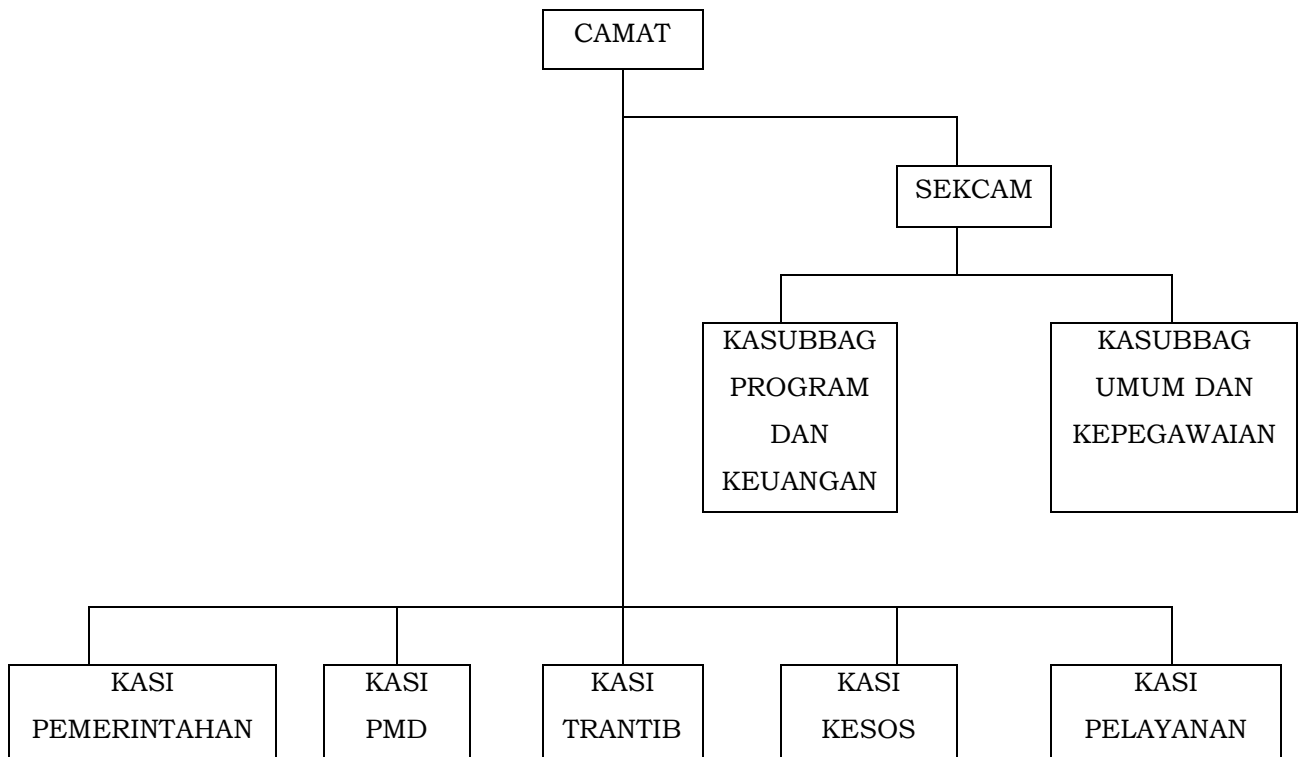 CAMAT
SEKCAM
KASUBBAG
PROGRAM
DAN
KEUANGAN
KASUBBAG
UMUM DAN
KEPEGAWAIAN
KASI
PEMERINTAHAN
KASI
PMD
KASI
TRANTIB
KASI
KESOS
KASI
PELAYANAN